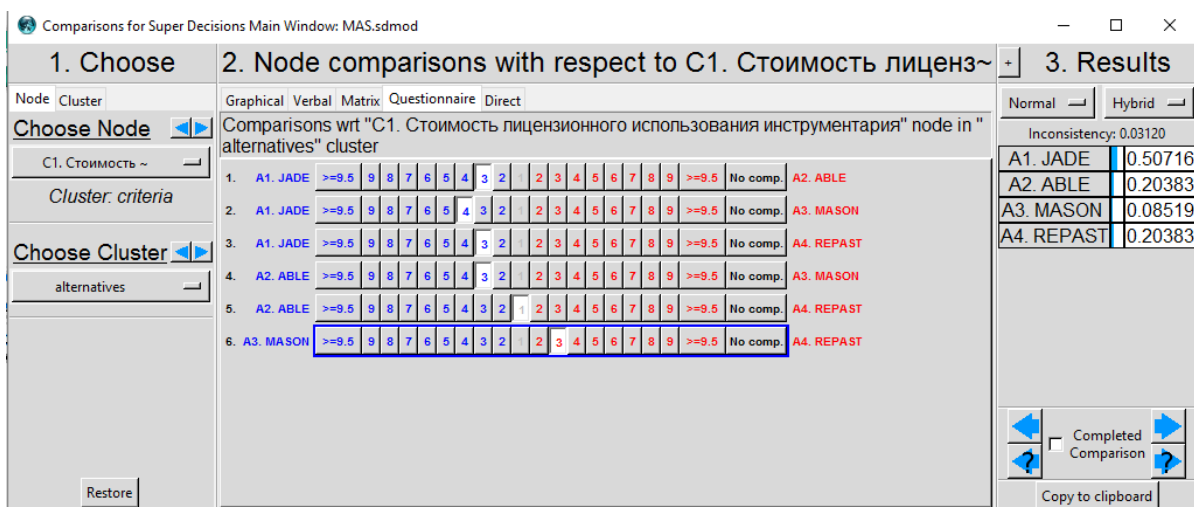 Comparisons for Super Decisions Main Window: MAS.sdmod
1. Choose
2. Node comparisons with respect to C1. Стоимость лиценз~
+ 3. Results
Node Cluster
Graphical Verbal Matrix Questionnaire Direct
Normal Hybrid
Choose Node
Comparisons wrt "C1. Стоимость лицензионного использования инструментария" node in "
alternatives" cluster
Inconsistency: 0.03120
C1. Стоимость ~
Cluster: criteria
Choose Cluster
alternatives
1. A1. JADE >=9.5 9 8 7 6 5 4 3 2 1 2 3 4 5 6 7 8 9 >=9.5 No comp. A2. ABLE
2. A1. JADE >=9.5 9 8 7 6 5 4 3 2 1 2 3 4 5 6 7 8 9 >=9.5 No comp. A3. MASON
3. A1. JADE >=9.5 9 8 7 6 5 4 3 2 1 2 3 4 5 6 7 8 9 >=9.5 No comp. A4. REPAST
4. A2. ABLE >=9.5 9 8 7 6 5 4 3 2 1 2 3 4 5 6 7 8 9 >=9.5 No comp. A3. MASON
5. A2. ABLE >=9.5 9 8 7 6 5 4 3 2 1 2 3 4 5 6 7 8 9 >=9.5 No comp. A4. REPAST
6. A3. MASON >=9.5 9 8 7 6 5 4 3 2 1 2 3 4 5 6 7 8 9 >=9.5 No comp. A4. REPAST
A1. JADE 0.50716
A2. ABLE 0.20383
A3. MASON 0.08519
A4. REPAST 0.20383
Completed
Comparison
? ?
Restore
Copy to clipboard